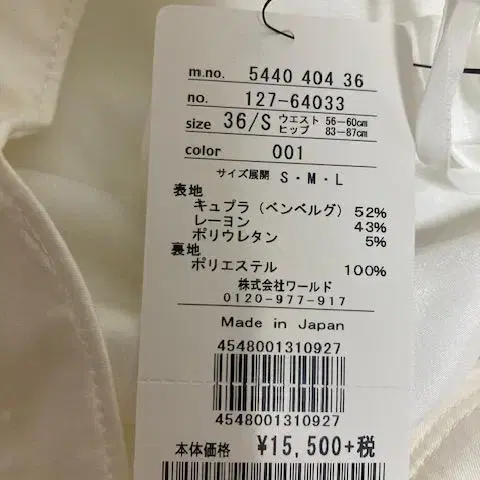 m.no. 5440 404 36
no. 127-64033
size 36/S ウエスト 56-60cm
ヒップ 83-87cm
color 001
サイズ展開 S・M・L
表地
キュプラ（ベンベルグ） 52%
レーヨン 43%
ポリウレタン 5%
裏地
ポリエステル 100%
株式会社ワールド
0120-977-917
Made in Japan
4548001310927
4548001310927
本体価格 ¥15,500+税